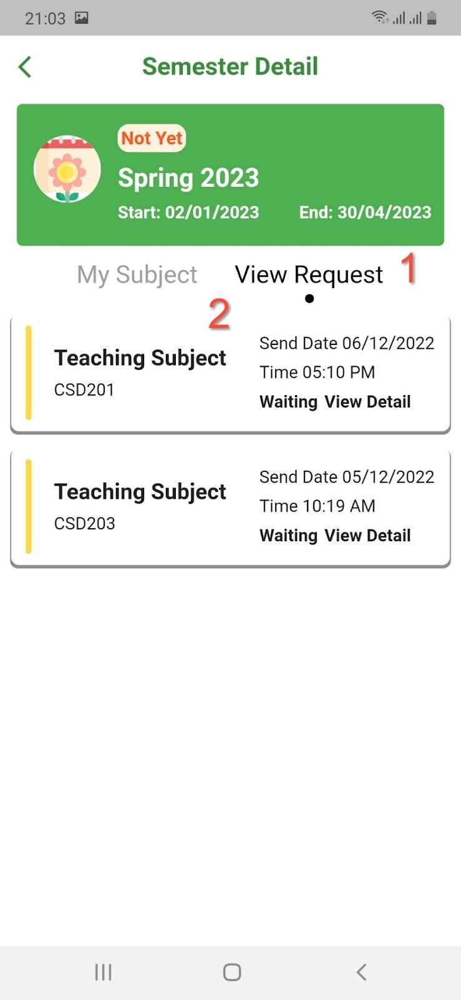 21:03
Semester Detail
Not Yet
Spring 2023
Start: 02/01/2023 End: 30/04/2023
My Subject View Request 1
2
Teaching Subject
CSD201
Send Date 06/12/2022
Time 05:10 PM
Waiting View Detail
Teaching Subject
CSD203
Send Date 05/12/2022
Time 10:19 AM
Waiting View Detail